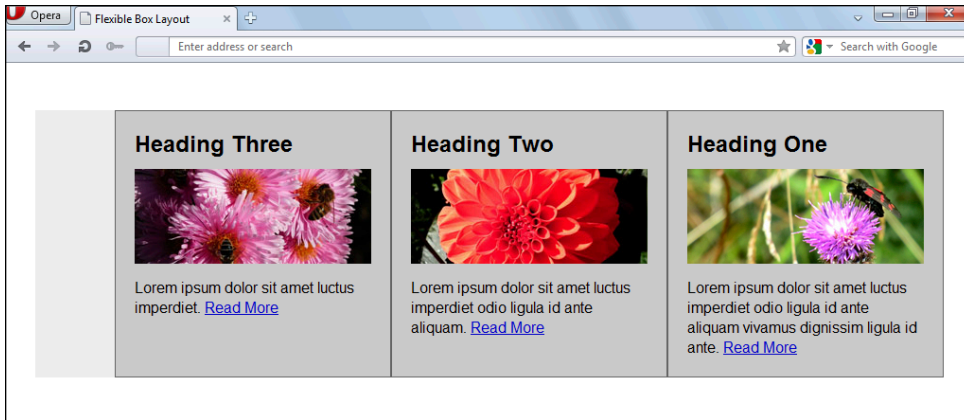 Opera
Flexible Box Layout
Enter address or search
Search with Google
Heading Three
Lorem ipsum dolor sit amet luctus
imperdiet. Read More
Heading Two
Lorem ipsum dolor sit amet luctus
imperdiet odio ligula id ante
aliquam. Read More
Heading One
Lorem ipsum dolor sit amet luctus
imperdiet odio ligula id ante
aliquam vivamus dignissim ligula id
ante. Read More